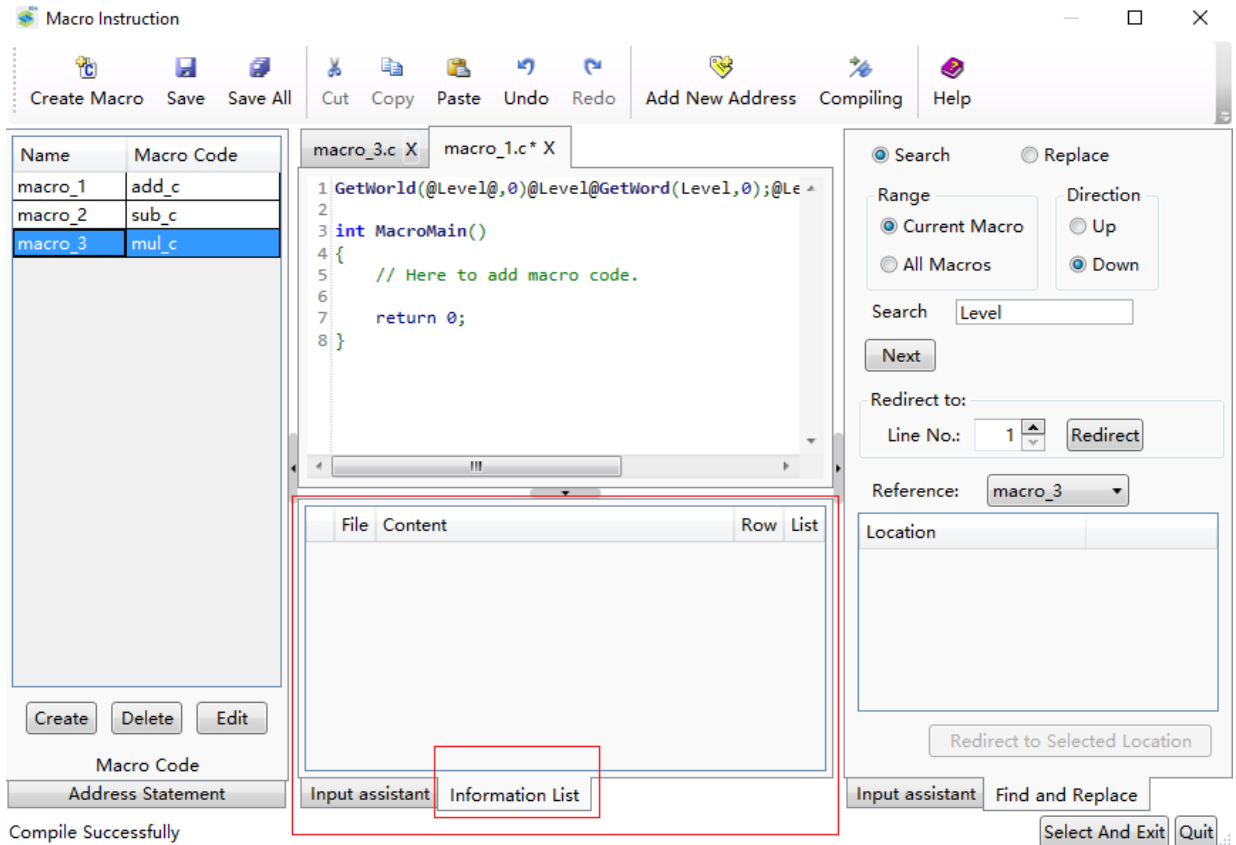 Macro Instruction
Create Macro Save Save All Cut Copy Paste Undo Redo Add New Address Compiling Help
Name Macro Code
macro_1 add_c
macro_2 sub_c
macro_3 mul_c
Create Delete Edit
Macro Code
Address Statement
Compile Successfully
macro_3.c X macro_1.c* X
1 GetWorld(@Level@,0)@Level@GetWord(Level,0);@Le
2
3 int MacroMain()
4 {
5 // Here to add macro code.
6
7 return 0;
8 }
File Content Row List
Input assistant Information List
Search Replace
Range Direction
Current Macro Up
All Macros Down
Search Level
Next
Redirect to:
Line No.: 1 Redirect
Reference: macro_3
Location
Redirect to Selected Location
Input assistant Find and Replace
Select And Exit Quit